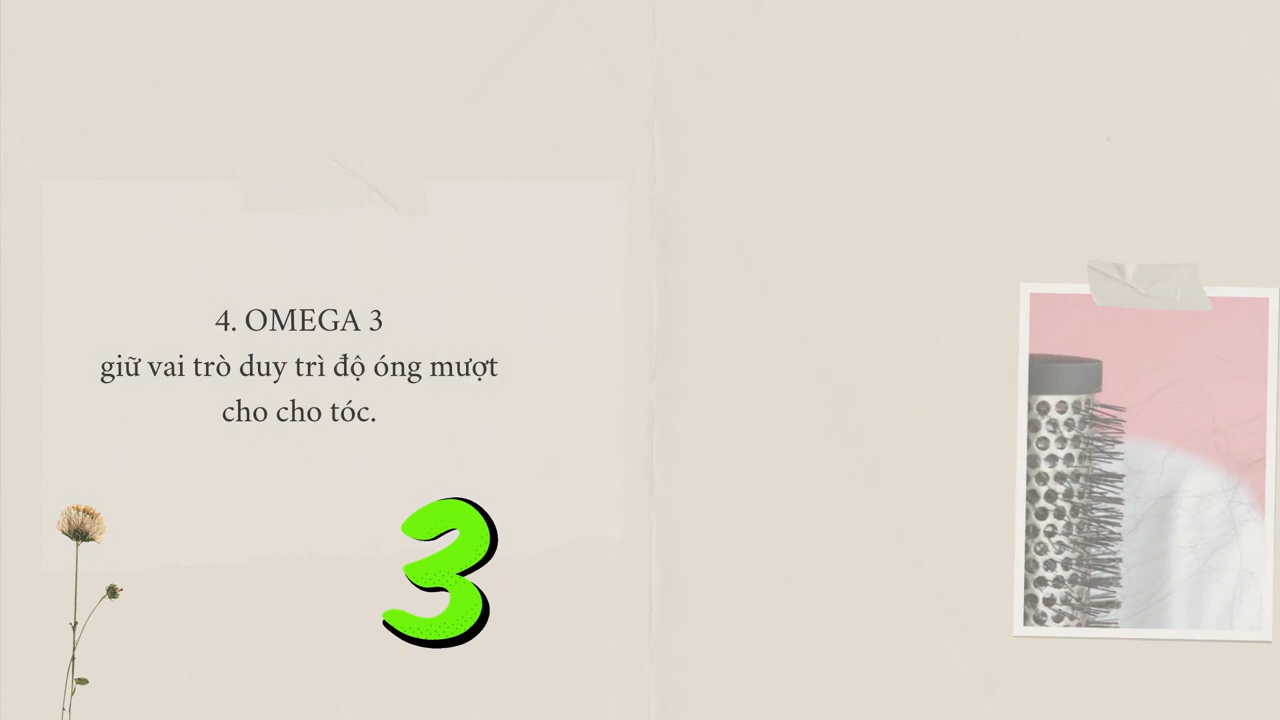 4. OMEGA 3
giữ vai trò duy trì độ óng mượt
cho cho tóc.
3